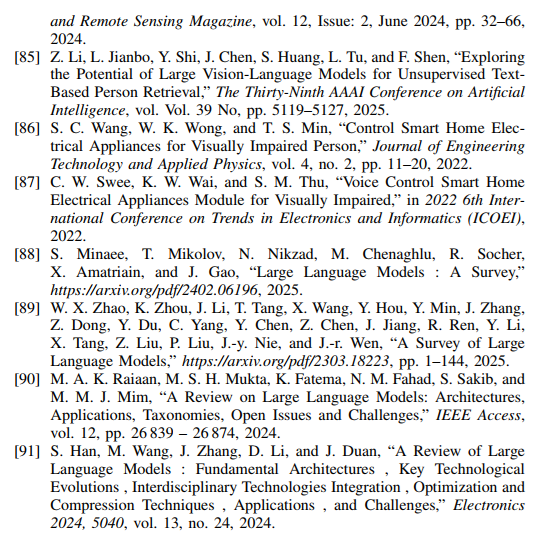 and Remote Sensing Magazine, vol. 12, Issue: 2, June 2024, pp. 32–66,
2024.
[85] Z. Li, L. Jianbo, Y. Shi, J. Chen, S. Huang, L. Tu, and F. Shen, “Exploring
the Potential of Large Vision-Language Models for Unsupervised Text-
Based Person Retrieval,” The Thirty-Ninth AAAI Conference on Artificial
Intelligence, vol. Vol. 39 No, pp. 5119–5127, 2025.
[86] S. C. Wang, W. K. Wong, and T. S. Min, “Control Smart Home Elec-
trical Appliances for Visually Impaired Person,” Journal of Engineering
Technology and Applied Physics, vol. 4, no. 2, pp. 11–20, 2022.
[87] C. W. Swee, K. W. Wai, and S. M. Thu, “Voice Control Smart Home
Electrical Appliances Module for Visually Impaired,” in 2022 6th Inter-
national Conference on Trends in Electronics and Informatics (ICOEI),
2022.
[88] S. Minaee, T. Mikolov, N. Nikzad, M. Chenaghlu, R. Socher,
X. Amatriain, and J. Gao, “Large Language Models : A Survey,”
https://arxiv.org/pdf/2402.06196, 2025.
[89] W. X. Zhao, K. Zhou, J. Li, T. Tang, X. Wang, Y. Hou, Y. Min, J. Zhang,
Z. Dong, Y. Du, C. Yang, Y. Chen, Z. Chen, J. Jiang, R. Ren, Y. Li,
X. Tang, Z. Liu, P. Liu, J.-y. Nie, and J.-r. Wen, “A Survey of Large
Language Models,” https://arxiv.org/pdf/2303.18223, pp. 1–144, 2025.
[90] M. A. K. Raiaan, M. S. H. Mukta, K. Fatema, N. M. Fahad, S. Sakib, and
M. M. J. Mim, “A Review on Large Language Models: Architectures,
Applications, Taxonomies, Open Issues and Challenges,” IEEE Access,
vol. 12, pp. 26 839 – 26 874, 2024.
[91] S. Han, M. Wang, J. Zhang, D. Li, and J. Duan, “A Review of Large
Language Models : Fundamental Architectures , Key Technological
Evolutions , Interdisciplinary Technologies Integration , Optimization and
Compression Techniques , Applications , and Challenges,” Electronics
2024, 5040, vol. 13, no. 24, 2024.